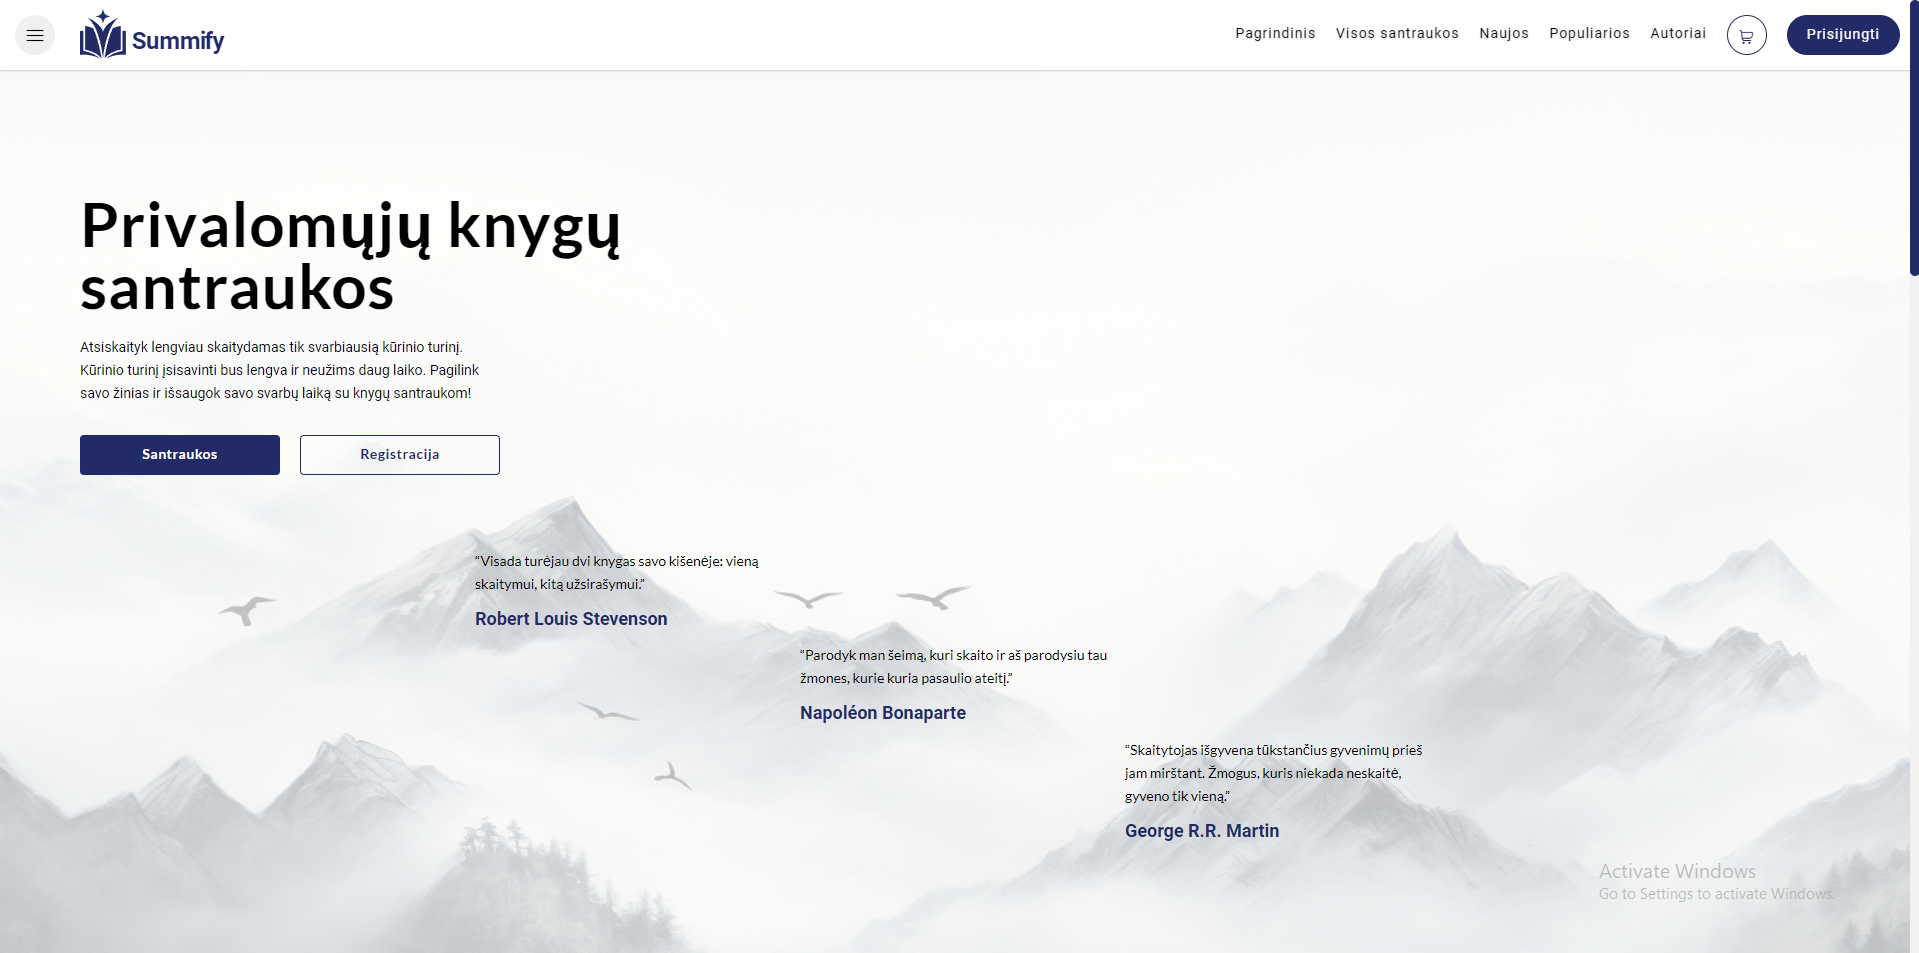 Summify
Pagrindinis
Visos santraukos
Naujos
Populiarios
Autoriai
Prisijungti
Privalomųjų knygų
santraukos
Atsiskaityk lengviau skaitydamas tik svarbiausią kūrinio turinį.
Kūrinio turinį įsisavinti bus lengva ir neužims daug laiko. Pagilink
savo žinias ir išsaugok savo svarbų laiką su knygų santraukom!
Santraukos
Registracija
“Visada turėjau dvi knygas savo kišenėje: vieną
skaitymui, kitą užsirašymui.”
Robert Louis Stevenson
“Parodyk man šeimą, kuri skaito ir aš parodysiu tau
žmones, kurie kuria pasaulio ateitį.”
Napoléon Bonaparte
“Skaitytojas išgyvena tūkstančius gyvenimų prieš
jam mirštant. Žmogus, kuris niekada neskaitė,
gyveno tik vieną.”
George R.R. Martin
Activate Windows
Go to Settings to activate Windows.